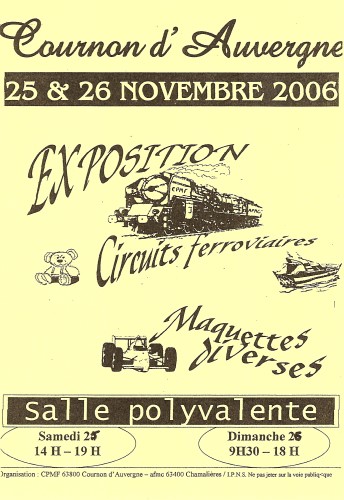 Cournon d'Auvergne
25 & 26 NOVEMBRE 2006
EXPOSITION
CPMF
Circuits ferroviaires
Maquettes
diverses
Salle polyvalente
Samedi 25
14 H – 19 H
Dimanche 26
9H30 – 18 H
Organisation : CPMF 63800 Cournon d'Auvergne – afmc 63400 Chamalières / I.P.N.S. Ne pas jeter sur la voie publique